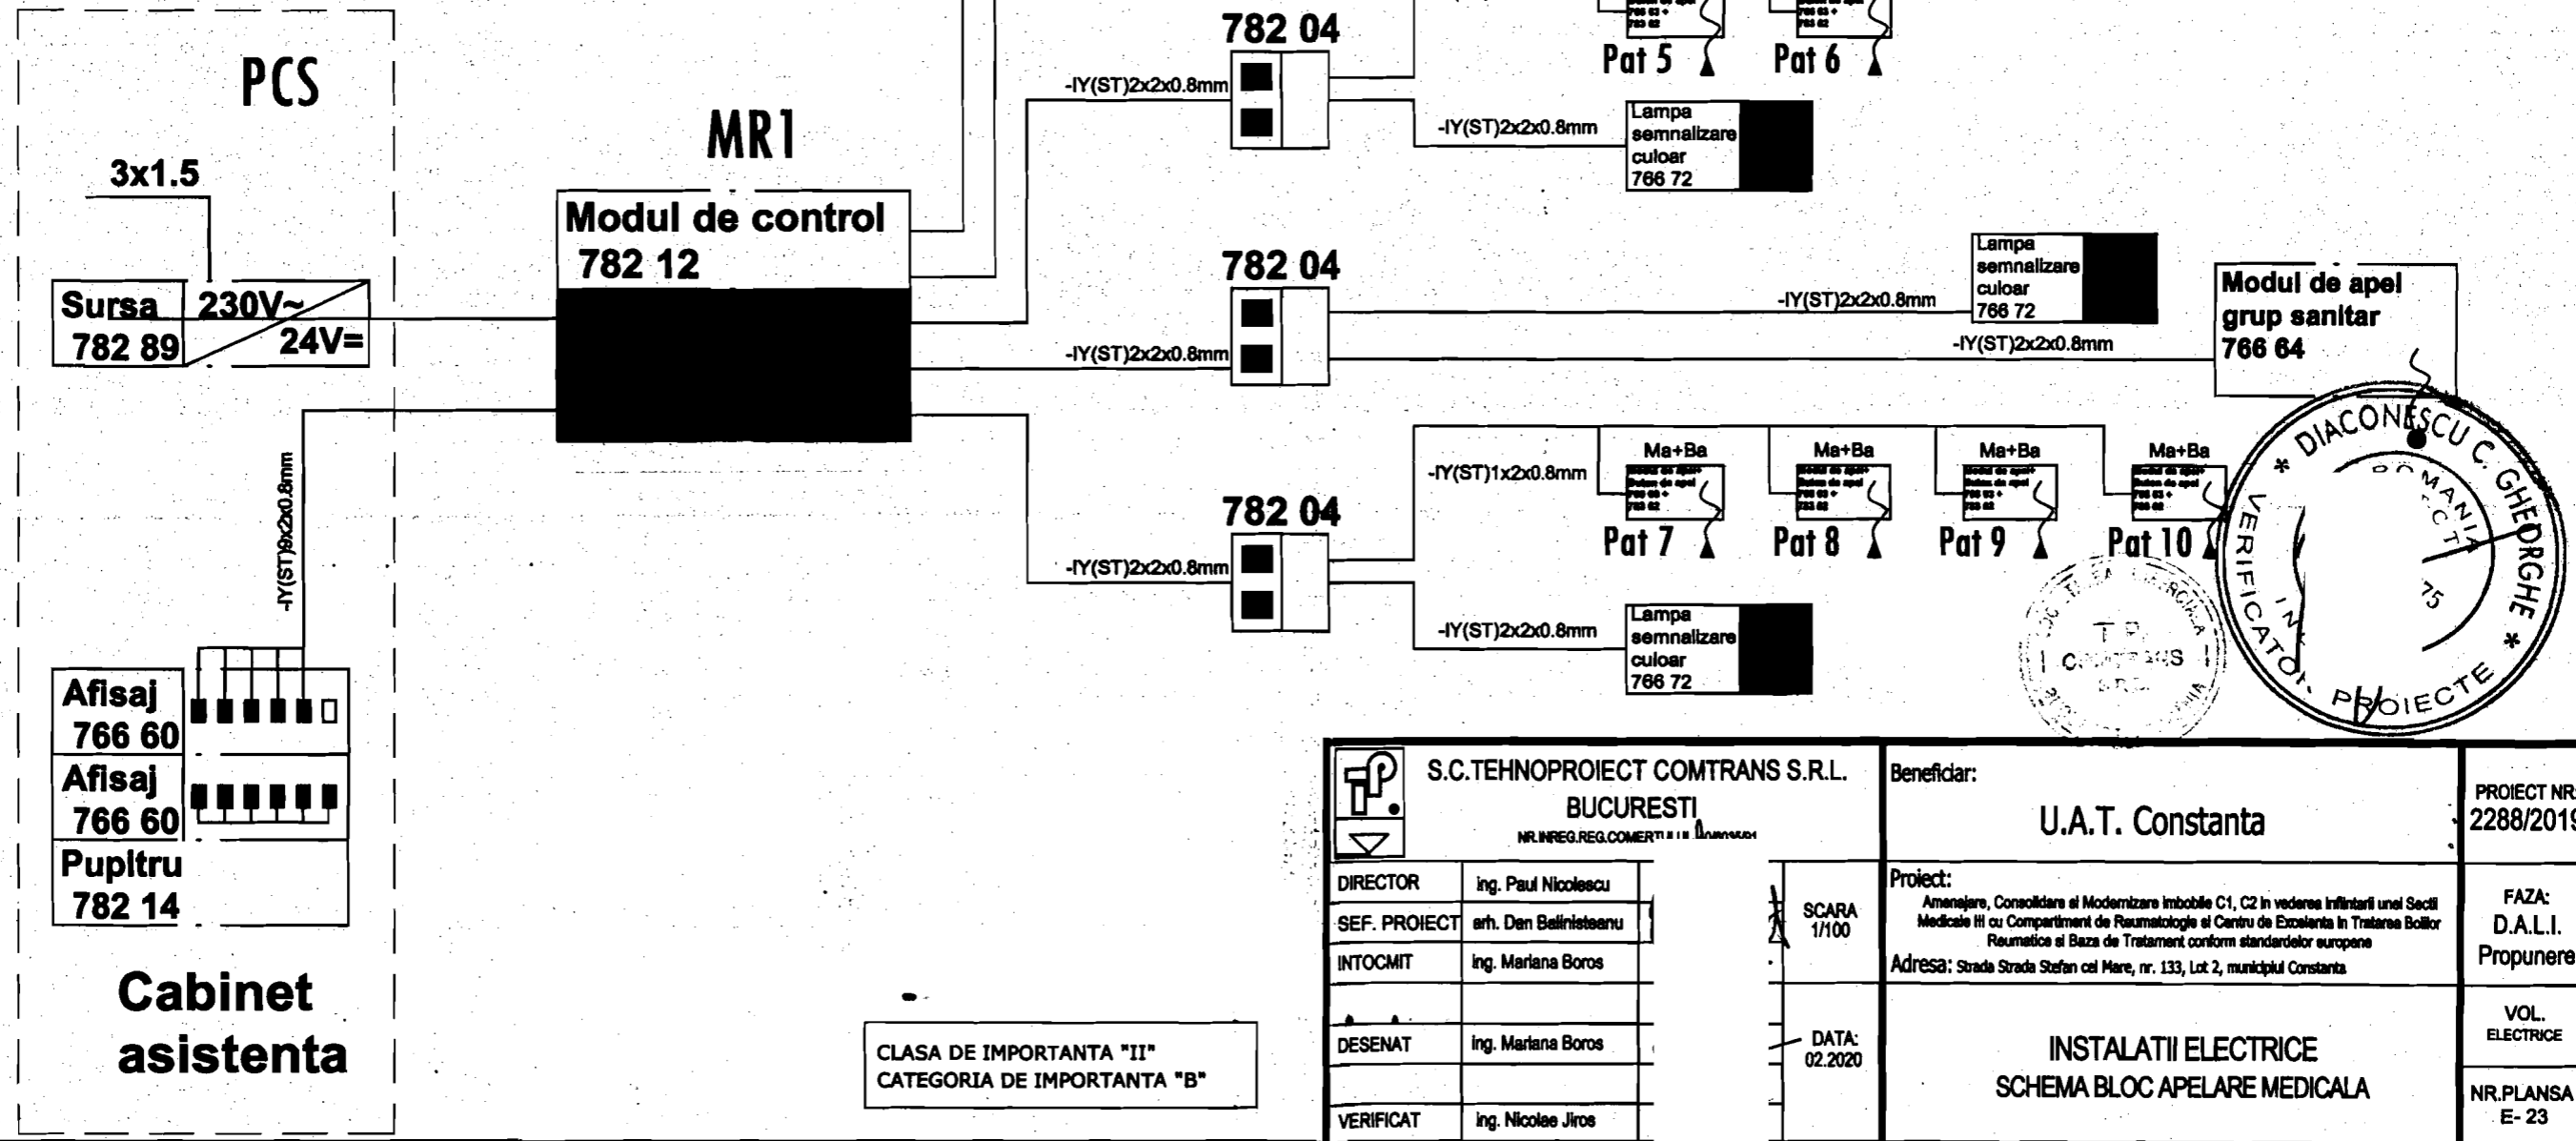 PCS
3x1.5
Sursa
782 89
230V~
24V=
-IY(ST)9x2x0.8mm
Afisaj
766 60
Afisaj
766 60
Pupitru
782 14
Cabinet
asistenta
MR1
Modul de control
782 12
782 04
-IY(ST)2x2x0.8mm
Pat 5
Pat 6
-IY(ST)2x2x0.8mm
Lampa
semnalizare
culoar
766 72
782 04
-IY(ST)2x2x0.8mm
-IY(ST)2x2x0.8mm
Lampa
semnalizare
culoar
766 72
-IY(ST)2x2x0.8mm
Modul de apel
grup sanitar
766 64
782 04
-IY(ST)2x2x0.8mm
-IY(ST)1x2x0.8mm
Ma+Ba
Pat 7
Ma+Ba
Pat 8
Ma+Ba
Pat 9
Ma+Ba
Pat 10
-IY(ST)2x2x0.8mm
Lampa
semnalizare
culoar
766 72
* DIACONESCU C. GHEORGHE *
VERIFICATOR PROIECTE
CLASA DE IMPORTANTA "II"
CATEGORIA DE IMPORTANTA "B"
S.C.TEHNOPROIECT COMTRANS S.R.L.
BUCURESTI
DIRECTOR ing. Paul Nicolescu
SEF. PROIECT arh. Dan Balinisteanu
INTOCMIT ing. Mariana Boros
DESENAT ing. Mariana Boros
VERIFICAT ing. Nicolae Jiros
SCARA
1/100
DATA:
02.2020
Beneficiar:
U.A.T. Constanta
Proiect:
Amenajare, Consolidare si Modernizare imbobile C1, C2 in vederea infiintarii unei Sectii
Medicale III cu Compartiment de Reumatologie si Centru de Excelenta in Tratarea Bolilor
Reumatice si Baza de Tratament conform standardelor europene
Adresa: Strada Strada Stefan cel Mare, nr. 133, Lot 2, municipiul Constanta
INSTALATII ELECTRICE
SCHEMA BLOC APELARE MEDICALA
PROIECT NR.
2288/2019
FAZA:
D.A.L.I.
Propunere
VOL.
ELECTRICE
NR.PLANSA
E- 23